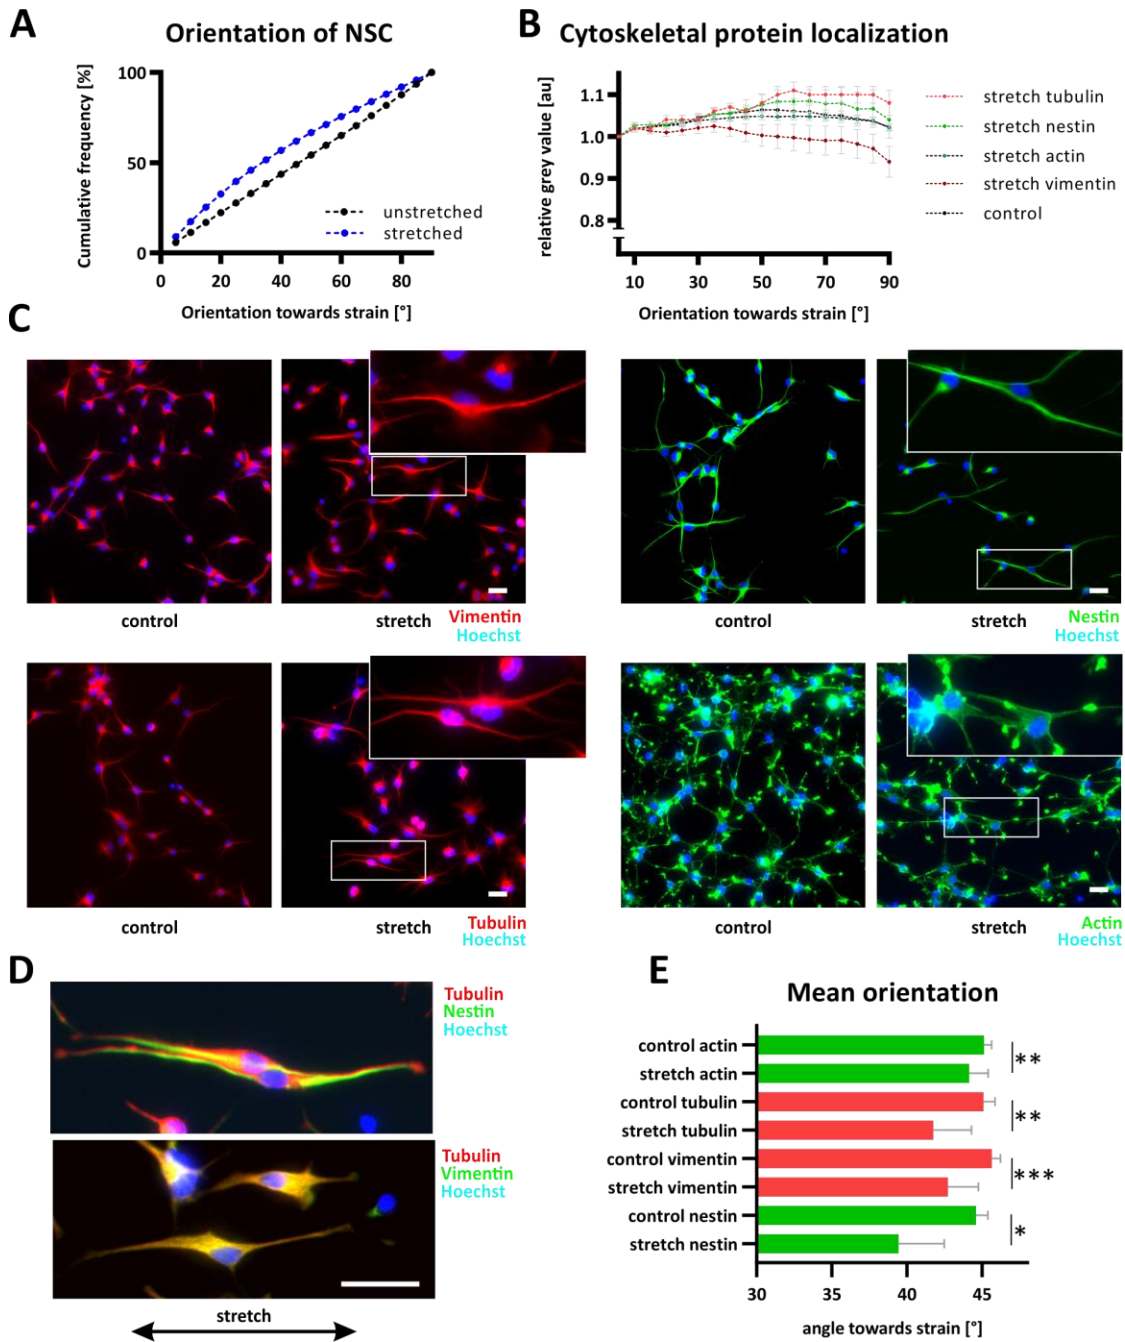 A
Orientation of NSC
Cumulative frequency [%]
100
50
0
0 20 40 60 80
Orientation towards strain [°]
unstretched
stretched
B
Cytoskeletal protein localization
relative grey value [au]
1.1
1.0
0.9
0.8
10 30 50 70 90
Orientation towards strain [°]
stretch tubulin
stretch nestin
stretch actin
stretch vimentin
control
C
control
stretch
Vimentin
Hoechst
control
stretch
Nestin
Hoechst
control
stretch
Tubulin
Hoechst
control
stretch
Actin
Hoechst
D
Tubulin
Nestin
Hoechst
Tubulin
Vimentin
Hoechst
stretch
E
Mean orientation
control actin
stretch actin
**
control tubulin
stretch tubulin
**
control vimentin
stretch vimentin
***
control nestin
stretch nestin
*
30 35 40 45
angle towards strain [°]